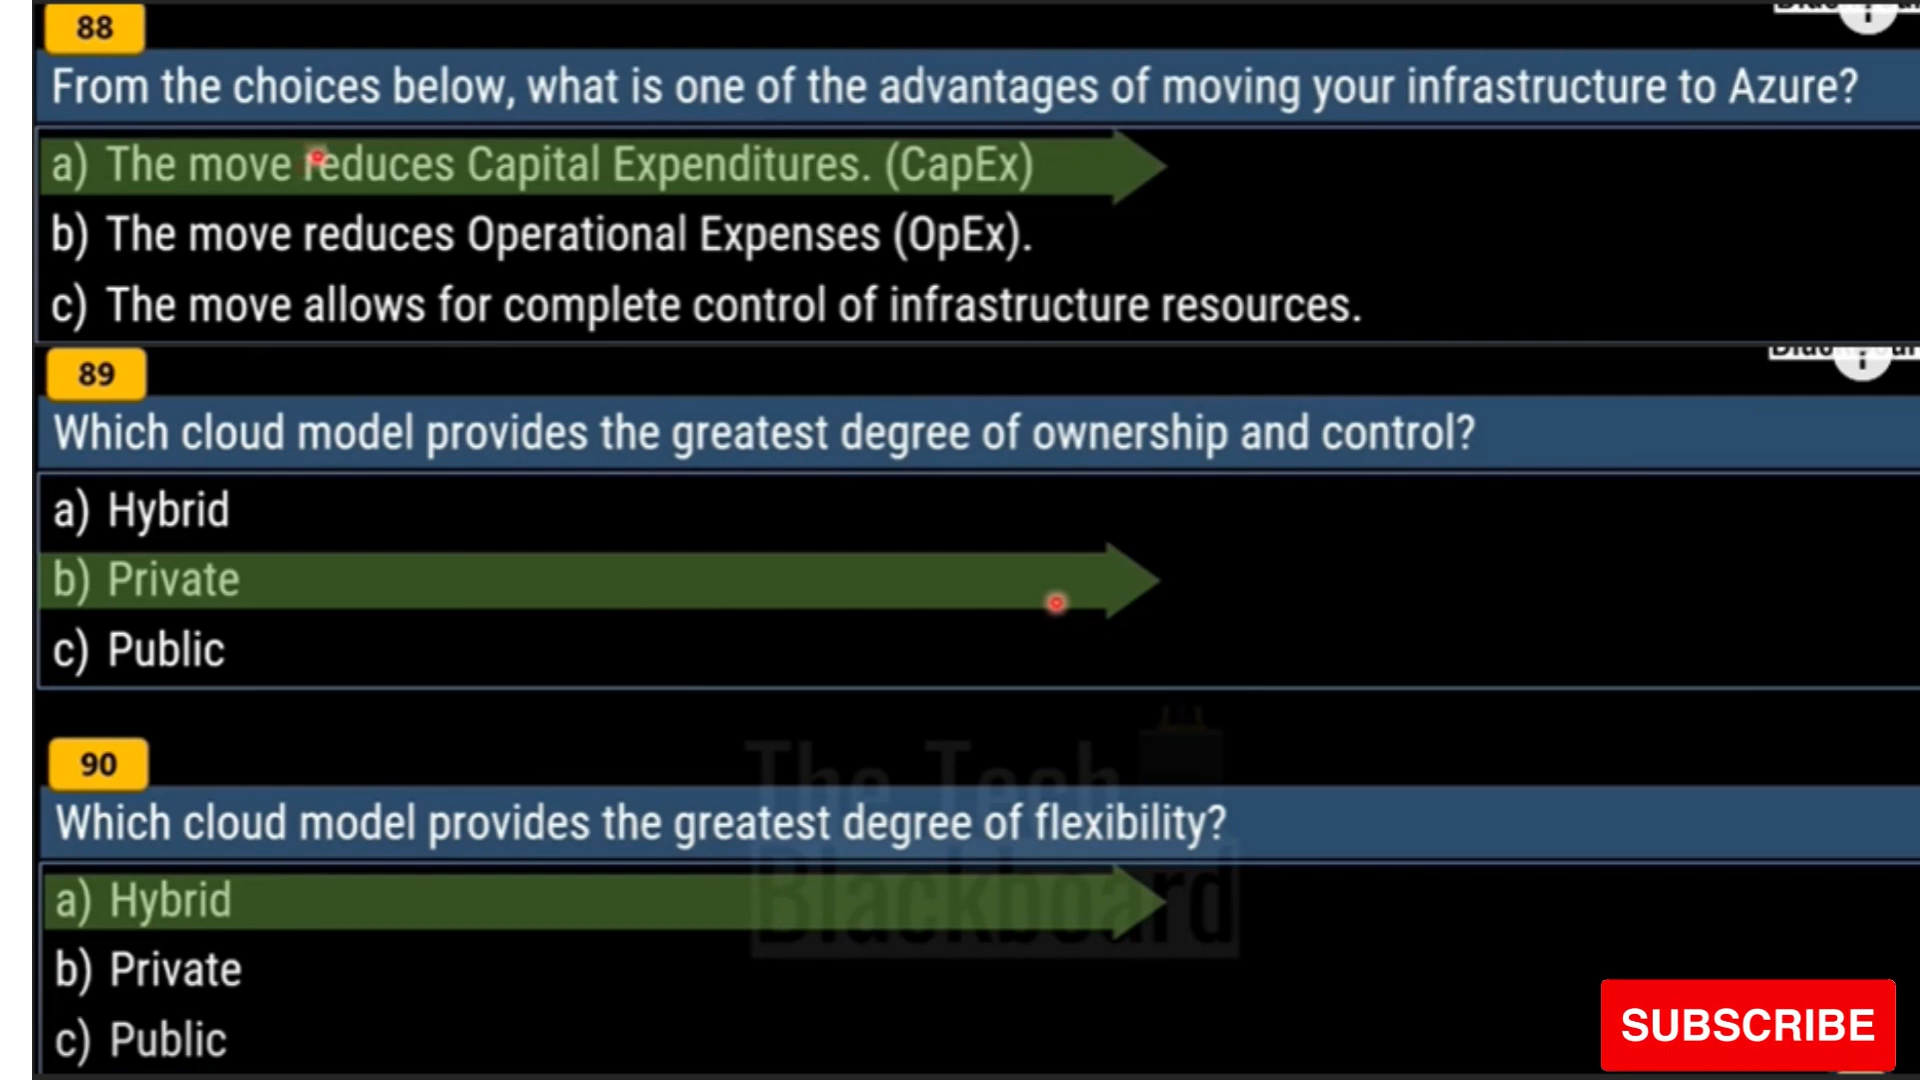 88
From the choices below, what is one of the advantages of moving your infrastructure to Azure?
a) The move reduces Capital Expenditures. (CapEx)
b) The move reduces Operational Expenses (OpEx).
c) The move allows for complete control of infrastructure resources.
89
Which cloud model provides the greatest degree of ownership and control?
a) Hybrid
b) Private
c) Public
90
Which cloud model provides the greatest degree of flexibility?
a) Hybrid
b) Private
c) Public
The Tech
Blackboard
SUBSCRIBE